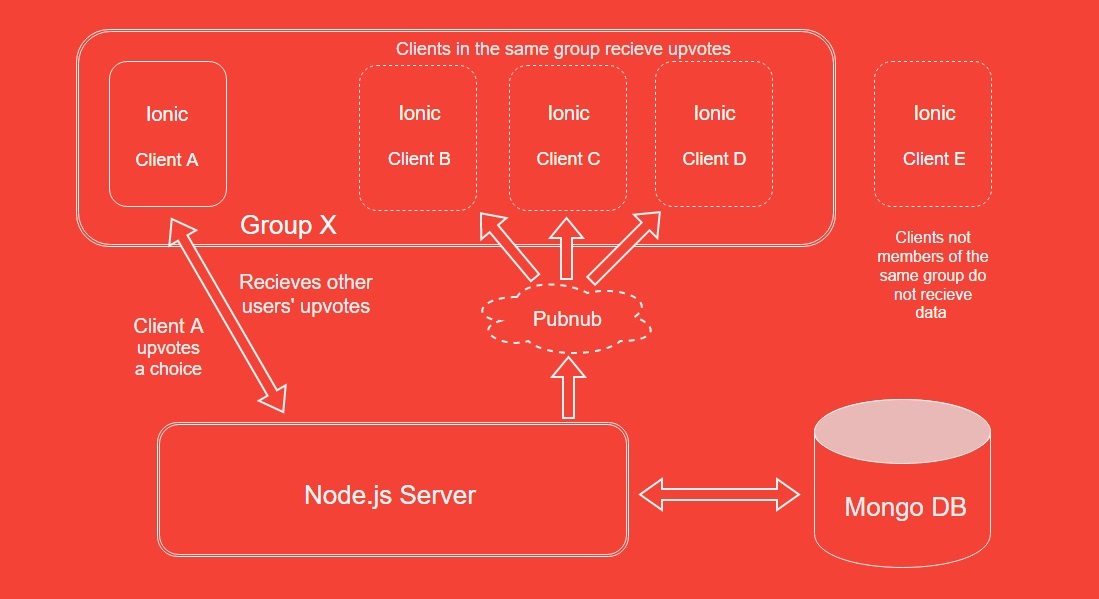 Clients in the same group recieve upvotes
Ionic
Client A
Ionic
Client B
Ionic
Client C
Ionic
Client D
Ionic
Client E
Group X
Clients not
members of the
same group do
not recieve
data
Recieves other
users' upvotes
Client A
upvotes
a choice
Pubnub
Node.js Server
Mongo DB